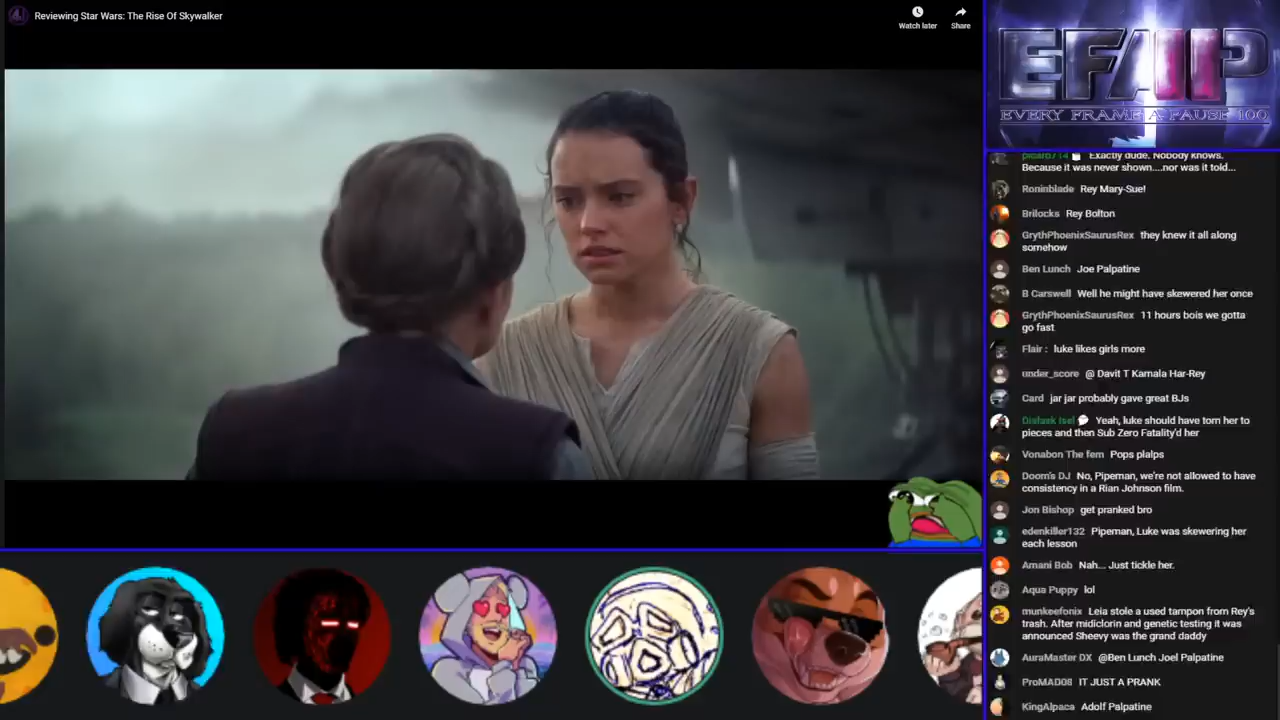 Reviewing Star Wars: The Rise Of Skywalker
Watch later
Share
EFAP
EVERY FRAME A PAUSE 100
Exactly dude. Nobody knows.
Because it was never shown....nor was it told...
Roninblade Rey Mary-Sue!
Brilocks Rey Bolton
GrythPhoenixSaurusRex they knew it all along
somehow
Ben Lunch Joe Palpatine
B Carswell Well he might have skewered her once
GrythPhoenixSaurusRex 11 hours bois we gotta
go fast
Flair : luke likes girls more
under_score @ Davit T Kamala Har-Rey
Card jar jar probably gave great BJs
Yeah, luke should have torn her to
pieces and then Sub Zero Fatality'd her
Vonabon The fem Pops plalps
Doom's DJ No, Pipeman, we're not allowed to have
consistency in a Rian Johnson film.
Jon Bishop get pranked bro
edenkiller132 Pipeman, Luke was skewering her
each lesson
Amani Bob Nah... Just tickle her.
Aqua Puppy lol
munkeefonix Leia stole a used tampon from Rey's
trash. After midiclorin and genetic testing it was
announced Sheevy was the grand daddy
AuraMaster DX @Ben Lunch Joel Palpatine
ProMAD08 IT JUST A PRANK
KingAlpaca Adolf Palpatine